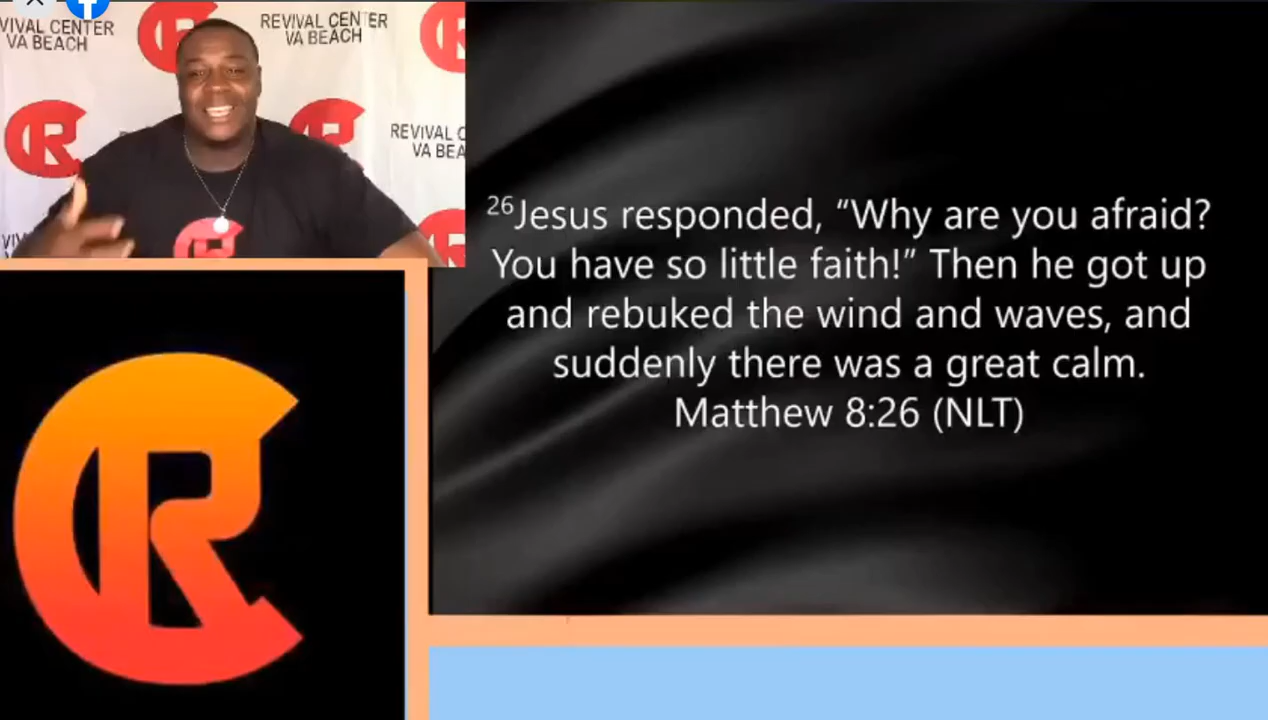 VIVAL CENTER
VA BEACH
REVIVAL CENTER
VA BEACH
REVIVAL C
VA BEA
26Jesus responded, “Why are you afraid?
You have so little faith!” Then he got up
and rebuked the wind and waves, and
suddenly there was a great calm.
Matthew 8:26 (NLT)